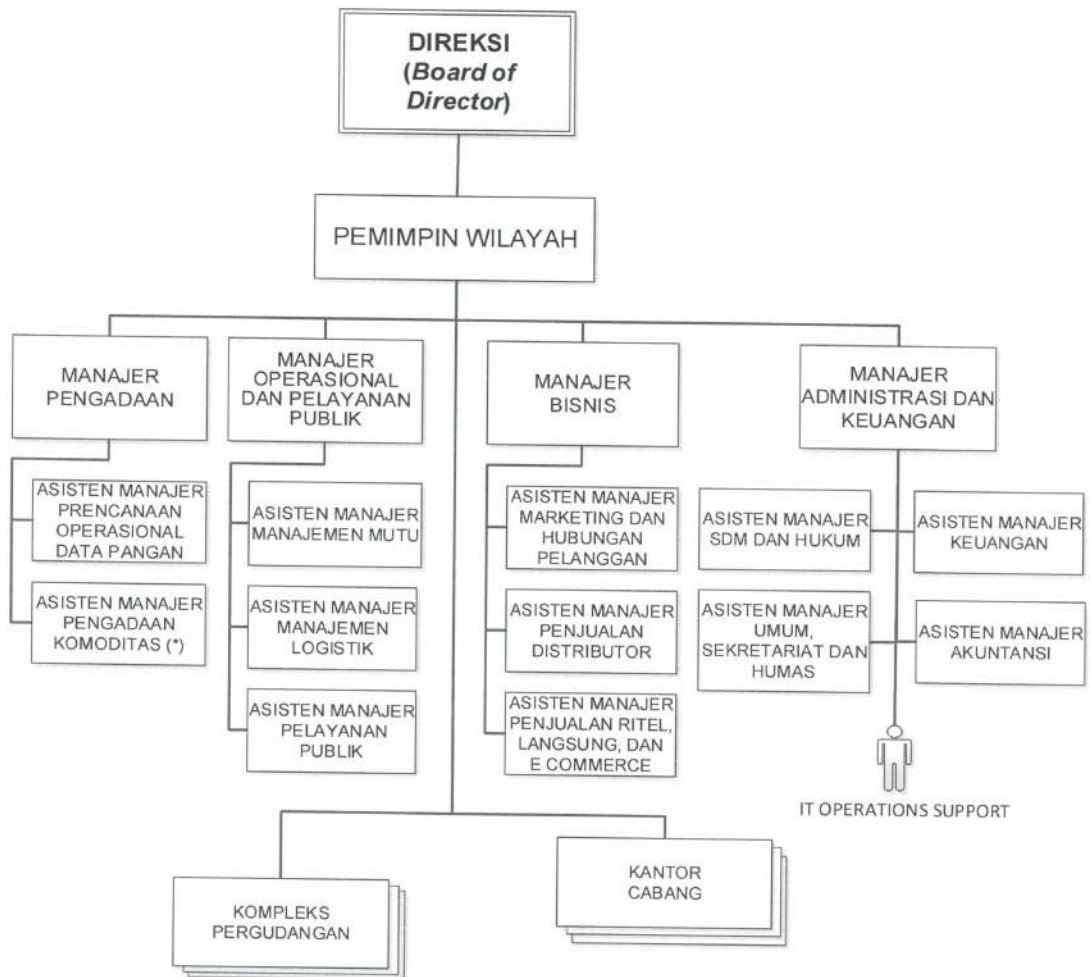 DIREKSI
(Board of
Director)
PEMIMPIN WILAYAH
MANAJER
PENGADAAN
MANAJER
OPERASIONAL
DAN PELAYANAN
PUBLIK
MANAJER
BISNIS
MANAJER
ADMINISTRASI DAN
KEUANGAN
ASISTEN MANAJER
PRENCANAAN
OPERASIONAL
DATA PANGAN
ASISTEN MANAJER
PENGADAAN
KOMODITAS (*)
ASISTEN MANAJER
MANAJEMEN MUTU
ASISTEN MANAJER
MANAJEMEN
LOGISTIK
ASISTEN MANAJER
PELAYANAN
PUBLIK
ASISTEN MANAJER
MARKETING DAN
HUBUNGAN
PELANGGAN
ASISTEN MANAJER
PENJUALAN
DISTRIBUTOR
ASISTEN MANAJER
PENJUALAN RITEL,
LANGSUNG, DAN
E COMMERCE
ASISTEN MANAJER
SDM DAN HUKUM
ASISTEN MANAJER
KEUANGAN
ASISTEN MANAJER
UMUM,
SEKRETARIAT DAN
HUMAS
ASISTEN MANAJER
AKUNTANSI
IT OPERATIONS SUPPORT
KOMPLEKS
PERGUDANGAN
KANTOR
CABANG